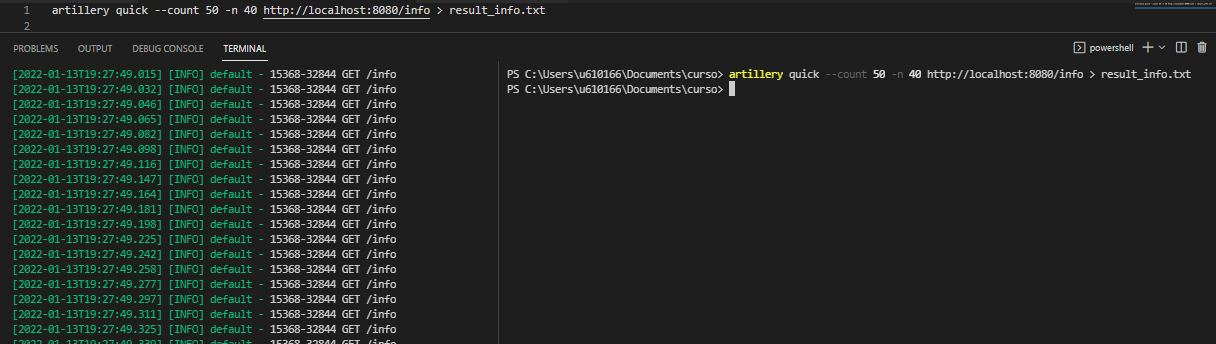 1 artillery quick --count 50 -n 40 http://localhost:8080/info > result_info.txt
2
PROBLEMS OUTPUT DEBUG CONSOLE TERMINAL powershell
[2022-01-13T19:27:49.015] [INFO] default - 15368-32844 GET /info
[2022-01-13T19:27:49.032] [INFO] default - 15368-32844 GET /info
[2022-01-13T19:27:49.046] [INFO] default - 15368-32844 GET /info
[2022-01-13T19:27:49.065] [INFO] default - 15368-32844 GET /info
[2022-01-13T19:27:49.082] [INFO] default - 15368-32844 GET /info
[2022-01-13T19:27:49.098] [INFO] default - 15368-32844 GET /info
[2022-01-13T19:27:49.116] [INFO] default - 15368-32844 GET /info
[2022-01-13T19:27:49.147] [INFO] default - 15368-32844 GET /info
[2022-01-13T19:27:49.164] [INFO] default - 15368-32844 GET /info
[2022-01-13T19:27:49.181] [INFO] default - 15368-32844 GET /info
[2022-01-13T19:27:49.198] [INFO] default - 15368-32844 GET /info
[2022-01-13T19:27:49.225] [INFO] default - 15368-32844 GET /info
[2022-01-13T19:27:49.242] [INFO] default - 15368-32844 GET /info
[2022-01-13T19:27:49.258] [INFO] default - 15368-32844 GET /info
[2022-01-13T19:27:49.277] [INFO] default - 15368-32844 GET /info
[2022-01-13T19:27:49.297] [INFO] default - 15368-32844 GET /info
[2022-01-13T19:27:49.311] [INFO] default - 15368-32844 GET /info
[2022-01-13T19:27:49.325] [INFO] default - 15368-32844 GET /info
[2022-01-13T19:27:49.339] [INFO] default - 15368-32844 GET /info
PS C:\Users\u610166\Documents\curso> artillery quick --count 50 -n 40 http://localhost:8080/info > result_info.txt
PS C:\Users\u610166\Documents\curso>